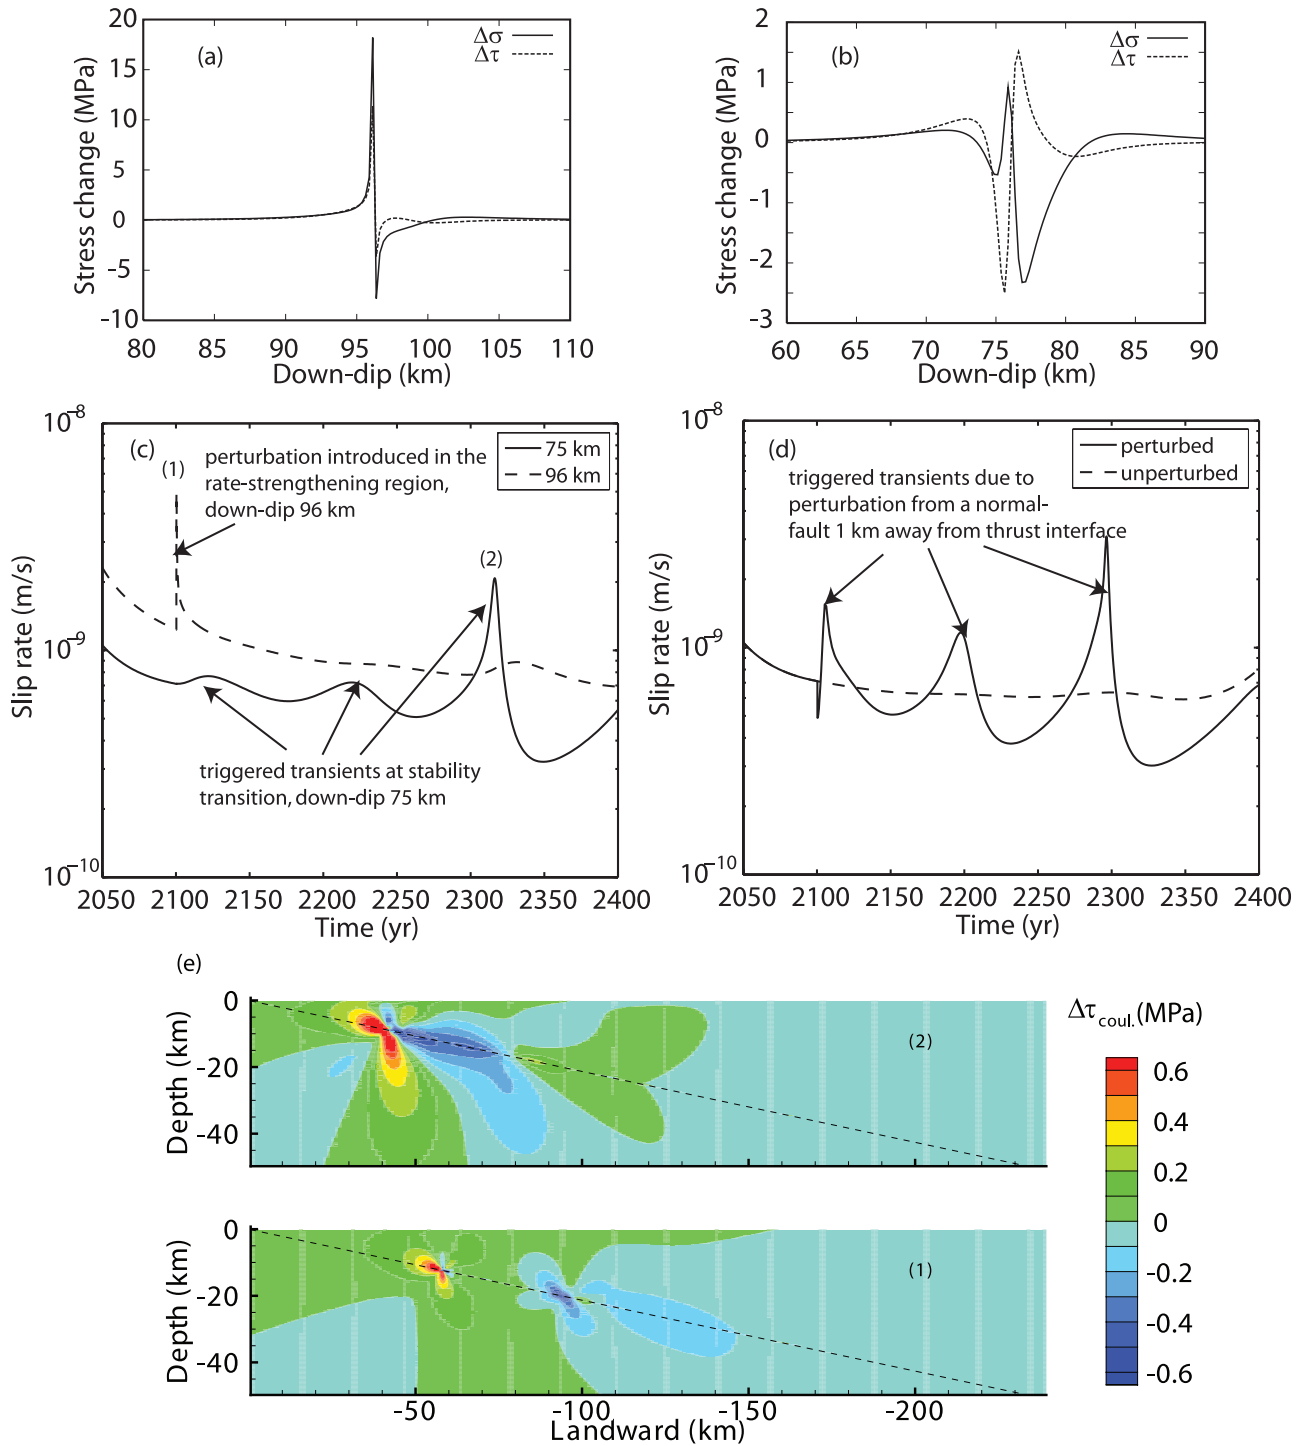 (a)
Δσ
Δτ
20
15
10
5
0
-5
-10
Stress change (MPa)
80 85 90 95 100 105 110
Down-dip (km)
(b)
Δσ
Δτ
2
1
0
-1
-2
-3
Stress change (MPa)
60 65 70 75 80 85 90
Down-dip (km)
(c)
75 km
96 km
(1)
perturbation introduced in the
rate-strengthening region,
down-dip 96 km
(2)
triggered transients at stability
transition, down-dip 75 km
10⁻⁸
10⁻⁹
10⁻¹⁰
Slip rate (m/s)
2050 2100 2150 2200 2250 2300 2350 2400
Time (yr)
(d)
perturbed
unperturbed
triggered transients due to
perturbation from a normal-
fault 1 km away from thrust interface
10⁻⁸
10⁻⁹
10⁻¹⁰
Slip rate (m/s)
2050 2100 2150 2200 2250 2300 2350 2400
Time (yr)
(e)
0
-20
-40
Depth (km)
(2)
0
-20
-40
Depth (km)
(1)
-50 -100 -150 -200
Landward (km)
Δτcoul.(MPa)
0.6
0.4
0.2
0
-0.2
-0.4
-0.6